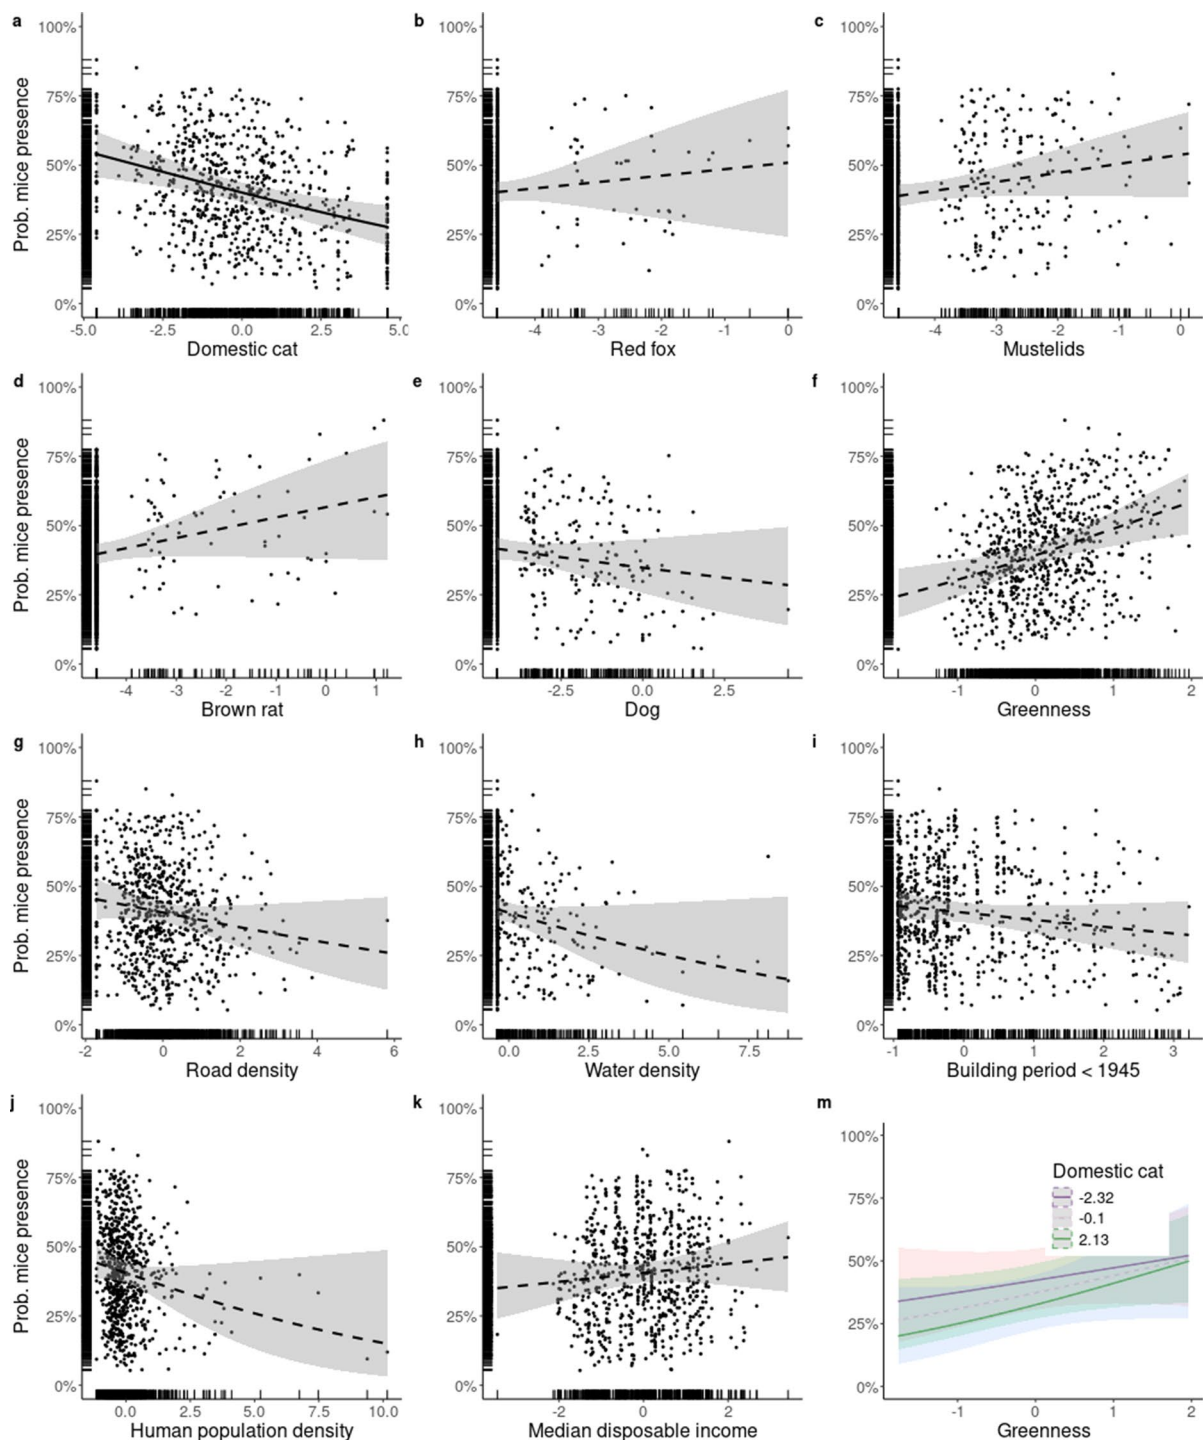 a
b
c
100%
75%
50%
25%
0%
Prob. mice presence
-5.0 -2.5 0.0 2.5 5.0
Domestic cat
100%
75%
50%
25%
0%
-4 -3 -2 -1 0
Red fox
100%
75%
50%
25%
0%
-4 -3 -2 -1 0
Mustelids
d
e
f
100%
75%
50%
25%
0%
Prob. mice presence
-4 -3 -2 -1 0 1
Brown rat
100%
75%
50%
25%
0%
-2.5 0.0 2.5
Dog
100%
75%
50%
25%
0%
-1 0 1 2
Greenness
g
h
i
100%
75%
50%
25%
0%
Prob. mice presence
-2 0 2 4 6
Road density
100%
75%
50%
25%
0%
0.0 2.5 5.0 7.5
Water density
100%
75%
50%
25%
0%
-1 0 1 2 3
Building period < 1945
j
k
m
100%
75%
50%
25%
0%
Prob. mice presence
0.0 2.5 5.0 7.5 10.0
Human population density
100%
75%
50%
25%
0%
-2 0 2
Median disposable income
100%
75%
50%
25%
0%
Domestic cat
-2.32
-0.1
2.13
-1 0 1 2
Greenness